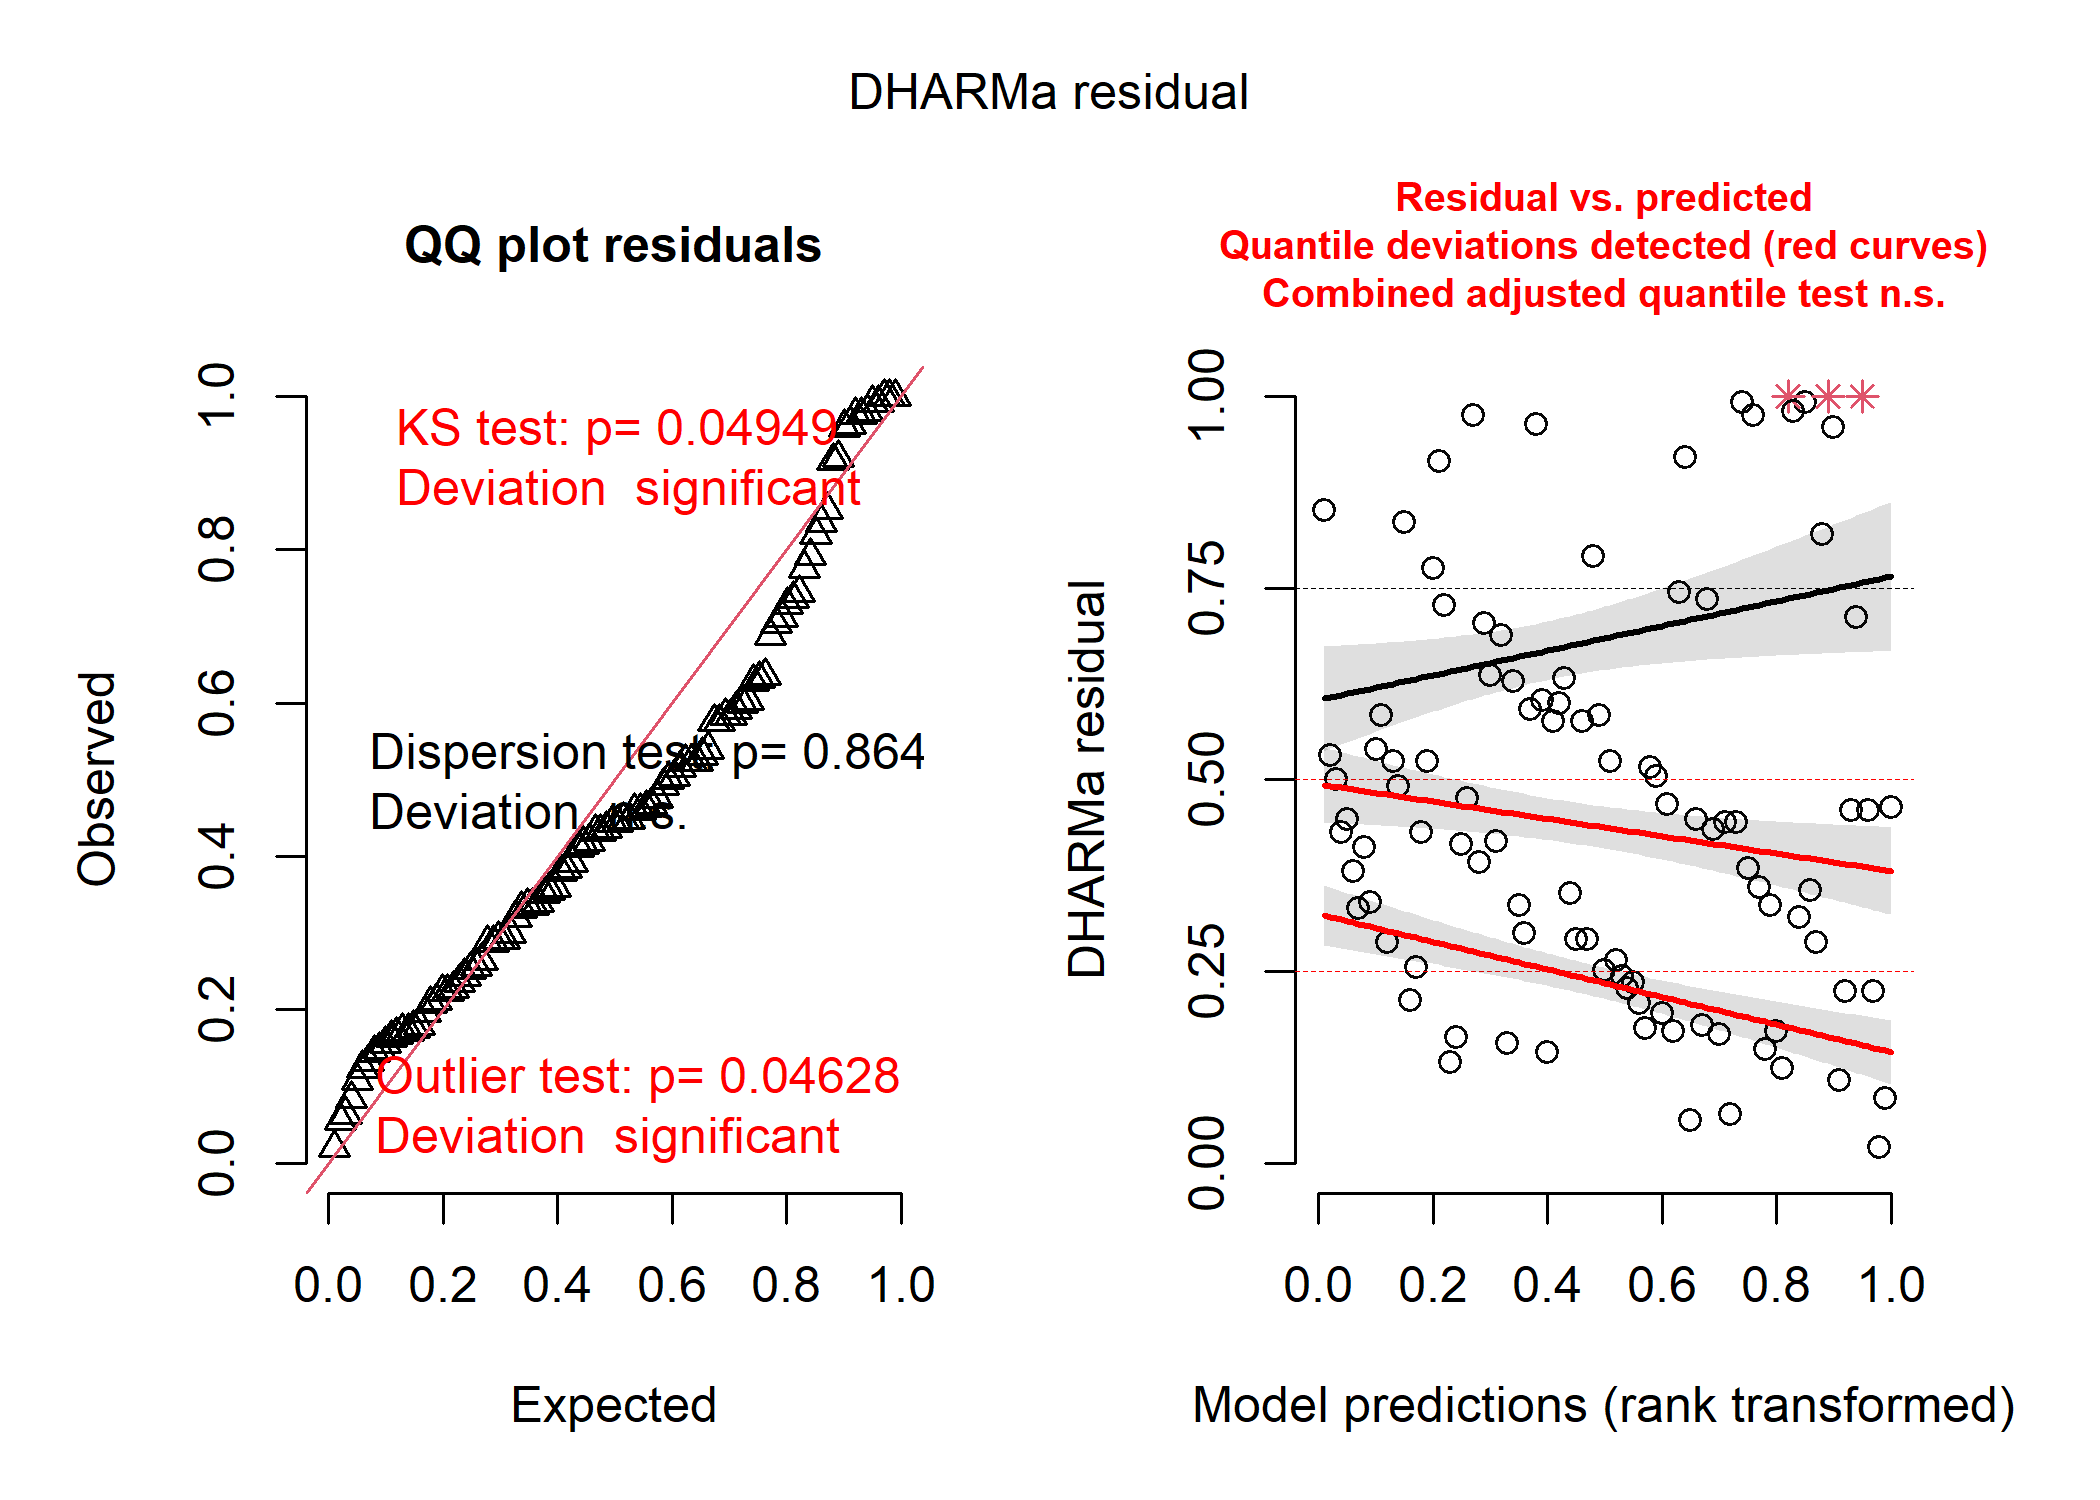 DHARMa residual
QQ plot residuals
KS test: p= 0.04949
Deviation  significant
Dispersion test: p= 0.864
Deviation n.s.
Outlier test: p= 0.04628
Deviation  significant
Observed
0.0 0.2 0.4 0.6 0.8 1.0
0.0 0.2 0.4 0.6 0.8 1.0
Expected
Residual vs. predicted
Quantile deviations detected (red curves)
Combined adjusted quantile test n.s.
DHARMa residual
0.00 0.25 0.50 0.75 1.00
0.0 0.2 0.4 0.6 0.8 1.0
Model predictions (rank transformed)